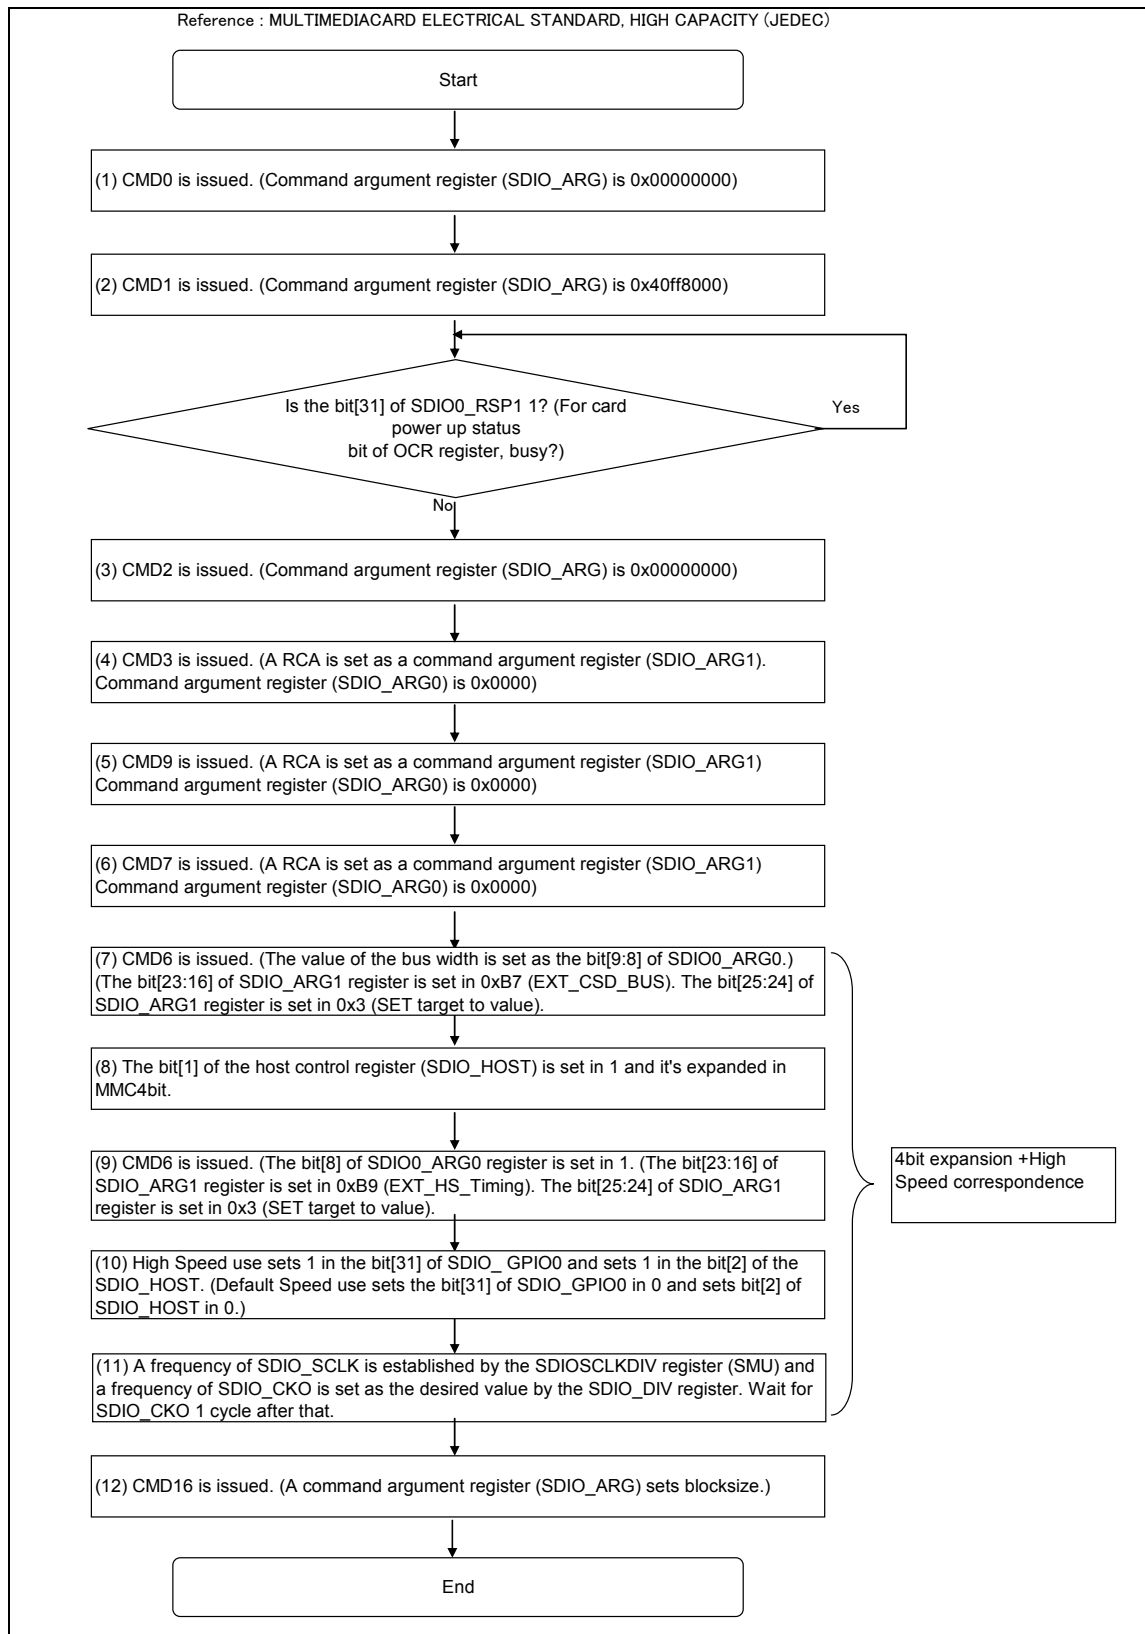 Reference : MULTIMEDIACARD ELECTRICAL STANDARD, HIGH CAPACITY (JEDEC)
Start
(1) CMD0 is issued. (Command argument register (SDIO_ARG) is 0x00000000)
(2) CMD1 is issued. (Command argument register (SDIO_ARG) is 0x40ff8000)
Is the bit[31] of SDIO0_RSP1 1? (For card
power up status
bit of OCR register, busy?)
Yes
No
(3) CMD2 is issued. (Command argument register (SDIO_ARG) is 0x00000000)
(4) CMD3 is issued. (A RCA is set as a command argument register (SDIO_ARG1).
Command argument register (SDIO_ARG0) is 0x0000)
(5) CMD9 is issued. (A RCA is set as a command argument register (SDIO_ARG1)
Command argument register (SDIO_ARG0) is 0x0000)
(6) CMD7 is issued. (A RCA is set as a command argument register (SDIO_ARG1)
Command argument register (SDIO_ARG0) is 0x0000)
(7) CMD6 is issued. (The value of the bus width is set as the bit[9:8] of SDIO0_ARG0.)
(The bit[23:16] of SDIO_ARG1 register is set in 0xB7 (EXT_CSD_BUS). The bit[25:24] of
SDIO_ARG1 register is set in 0x3 (SET target to value).
(8) The bit[1] of the host control register (SDIO_HOST) is set in 1 and it's expanded in
MMC4bit.
(9) CMD6 is issued. (The bit[8] of SDIO0_ARG0 register is set in 1. (The bit[23:16] of
SDIO_ARG1 register is set in 0xB9 (EXT_HS_Timing). The bit[25:24] of SDIO_ARG1
register is set in 0x3 (SET target to value).
4bit expansion +High
Speed correspondence
(10) High Speed use sets 1 in the bit[31] of SDIO_ GPIO0 and sets 1 in the bit[2] of the
SDIO_HOST. (Default Speed use sets the bit[31] of SDIO_GPIO0 in 0 and sets bit[2] of
SDIO_HOST in 0.)
(11) A frequency of SDIO_SCLK is established by the SDIOSCLKDIV register (SMU) and
a frequency of SDIO_CKO is set as the desired value by the SDIO_DIV register. Wait for
SDIO_CKO 1 cycle after that.
(12) CMD16 is issued. (A command argument register (SDIO_ARG) sets blocksize.)
End